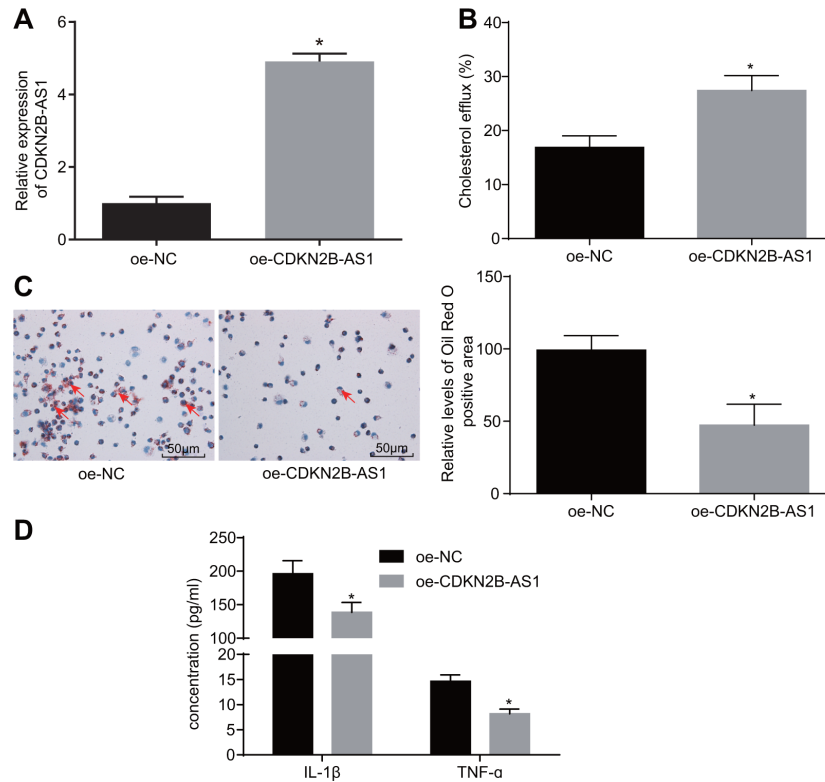 A
Relative expression
of CDKN2B-AS1
6
4
2
0
*
oe-NC
oe-CDKN2B-AS1
B
Cholesterol efflux (%)
40
30
20
10
0
*
oe-NC
oe-CDKN2B-AS1
C
50μm
50μm
oe-NC
oe-CDKN2B-AS1
Relative levels of Oil Red O
positive area
150
100
50
0
*
oe-NC
oe-CDKN2B-AS1
D
concentration (pg/ml)
250
200
150
100
20
15
10
5
0
*
*
oe-NC
oe-CDKN2B-AS1
IL-1β
TNF-α